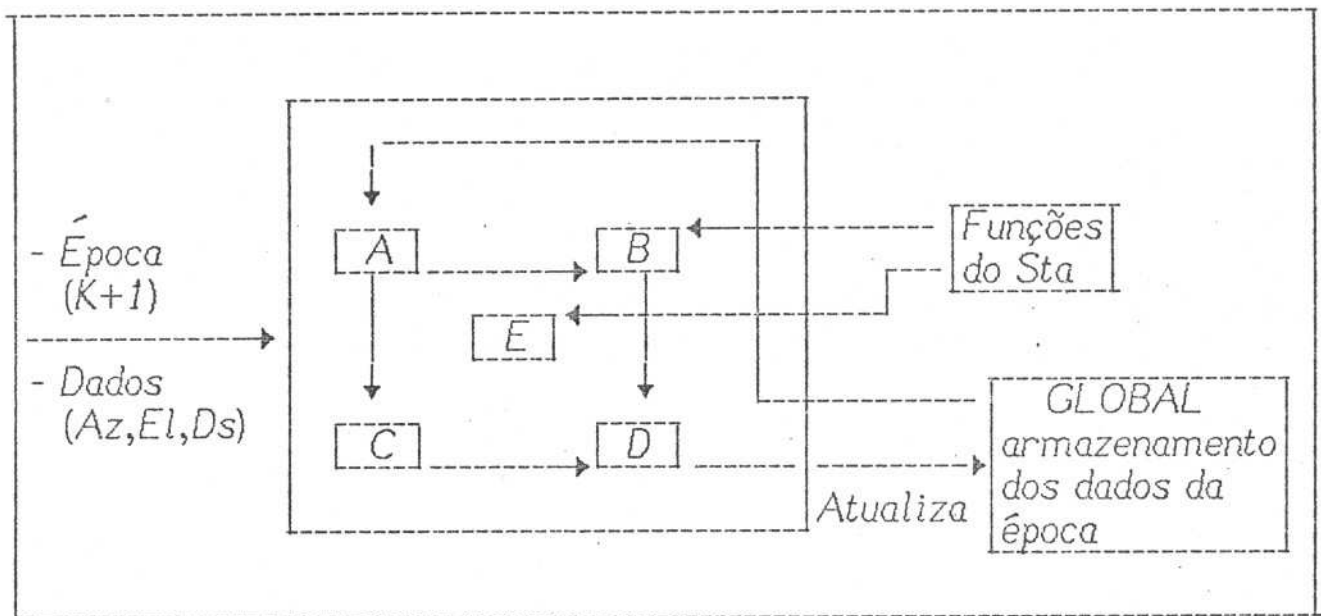 - Época
(K+1)
- Dados
(Az,El,Ds)
A
B
E
C
D
Funções
do Sta
GLOBAL
armazenamento
dos dados da
época
Atualiza